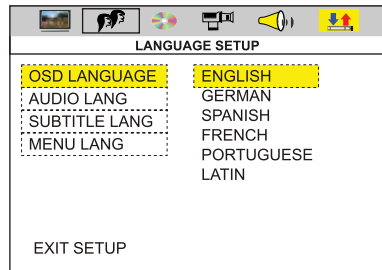 LANGUAGE SETUP
OSD LANGUAGE
AUDIO LANG
SUBTITLE LANG
MENU LANG
ENGLISH
GERMAN
SPANISH
FRENCH
PORTUGUESE
LATIN
EXIT SETUP